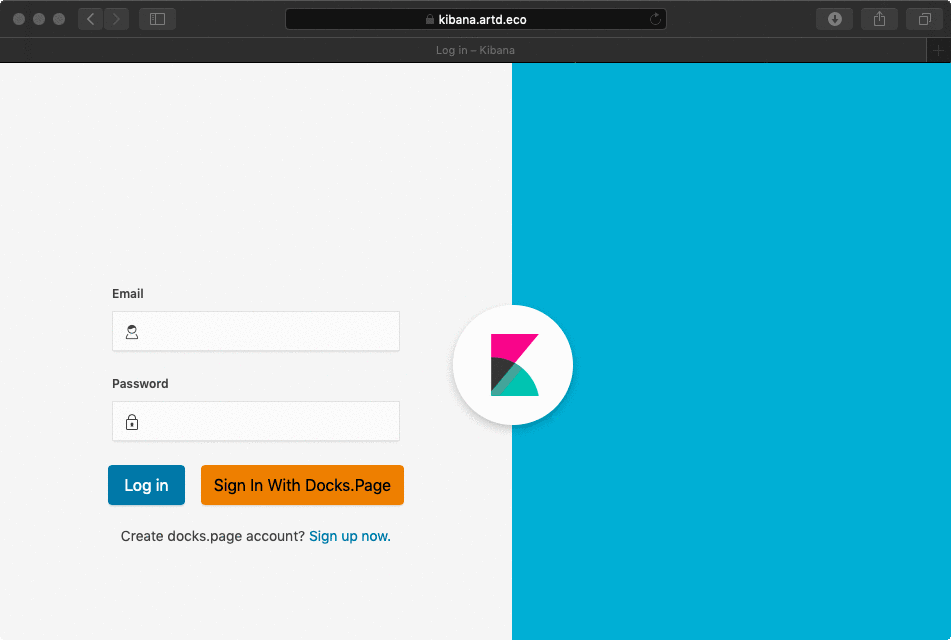 kibana.artd.eco
Log in – Kibana
Email
Password
Log in
Sign In With Docks.Page
Create docks.page account? Sign up now.